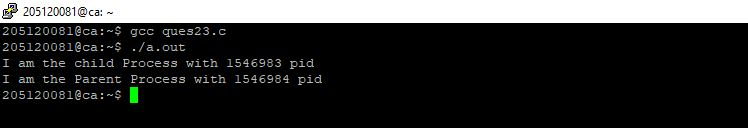 205120081@ca: ~
205120081@ca:~$ gcc ques23.c
205120081@ca:~$ ./a.out
I am the child Process with 1546983 pid
I am the Parent Process with 1546984 pid
205120081@ca:~$